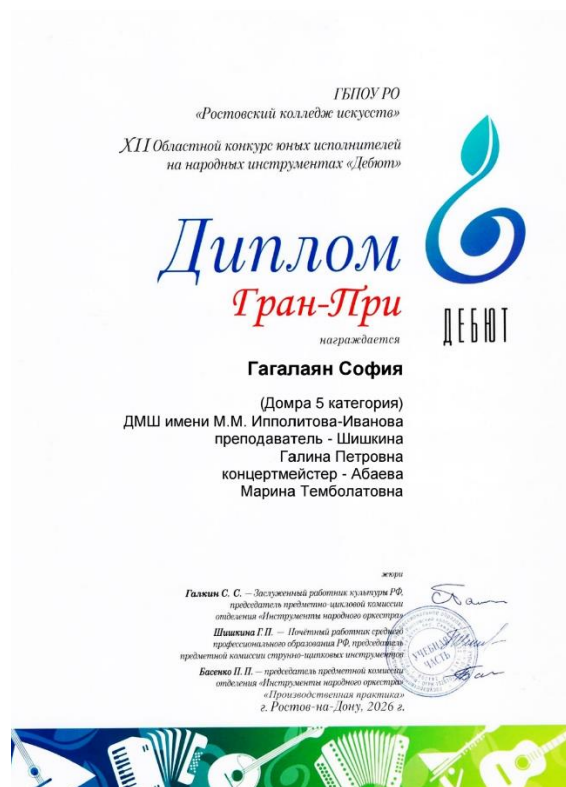 ГБПОУ РО
«Ростовский колледж искусств»
XII Областной конкурс юных исполнителей
на народных инструментах «Дебют»
Диплом
Гран-При
награждается
ДЕБЮТ
Гагалаян София
(Домра 5 категория)
ДМШ имени М.М. Ипполитова-Иванова
преподаватель - Шишкина
Галина Петровна
концертмейстер - Абаева
Марина Темболатовна
жюри
Галкин С. С. — Заслуженный работник культуры РФ,
председатель предметно-цикловой комиссии
отделения «Инструменты народного оркестра»
Шишкина Г.П. — Почётный работник среднего
профессионального образования РФ, председатель
предметной комиссии струнно-щипковых инструментов
Басенко П. П. — председатель предметной комиссии
отделения «Инструменты народного оркестра»
«Производственная практика»
г. Ростов-на-Дону, 2026 г.
УЧЕБНАЯ
ЧАСТЬ